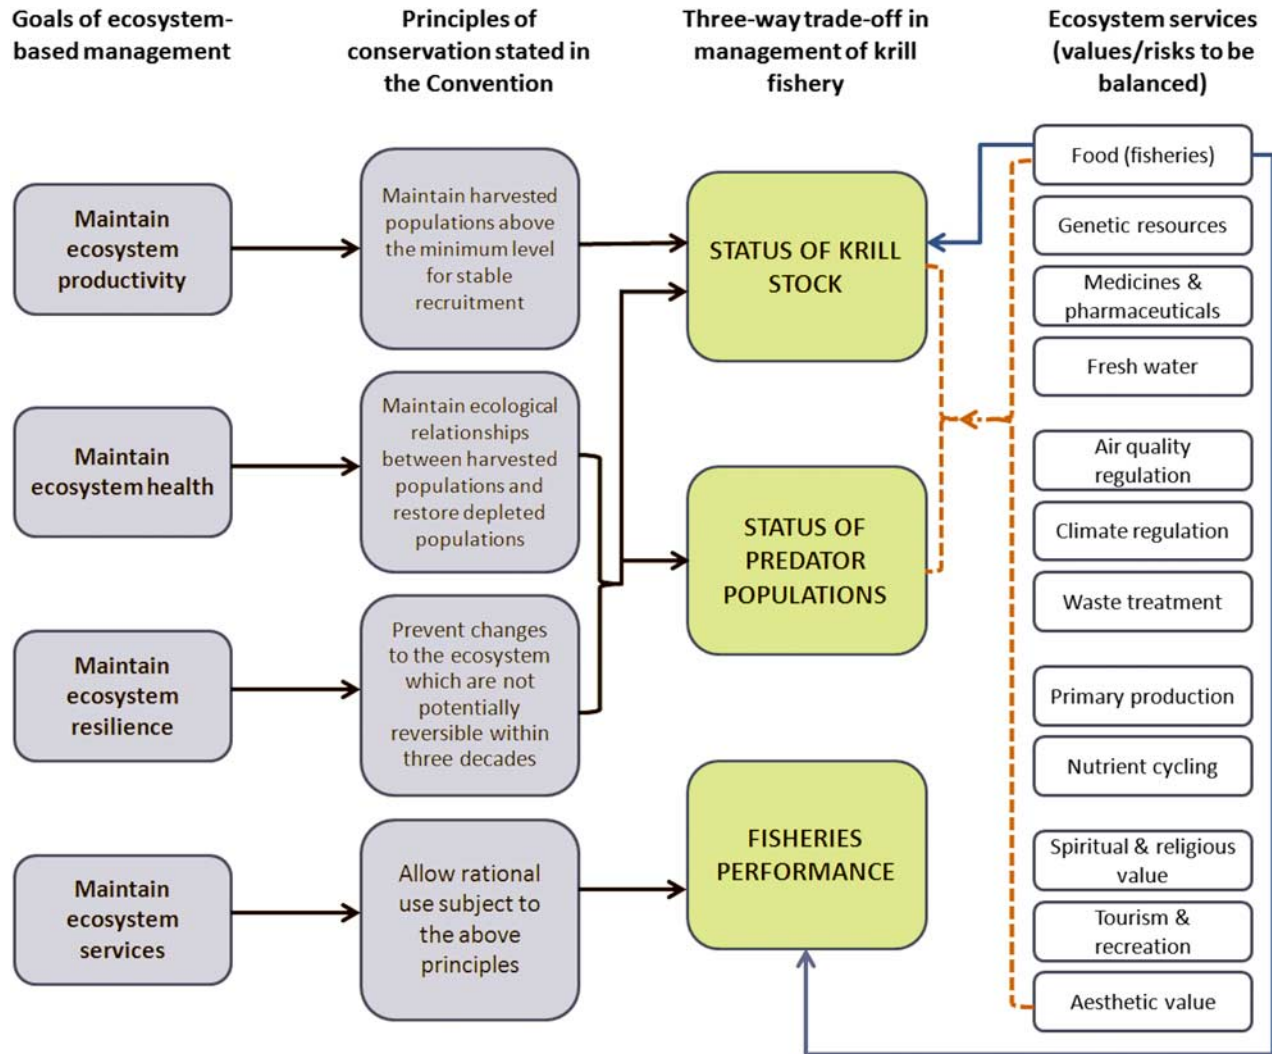 Goals of ecosystem-
based management
Principles of
conservation stated in
the Convention
Three-way trade-off in
management of krill
fishery
Ecosystem services
(values/risks to be
balanced)
Maintain
ecosystem
productivity
Maintain harvested
populations above
the minimum level
for stable
recruitment
STATUS OF KRILL
STOCK
Food (fisheries)
Genetic resources
Medicines &
pharmaceuticals
Fresh water
Maintain
ecosystem health
Maintain ecological
relationships
between harvested
populations and
restore depleted
populations
STATUS OF
PREDATOR
POPULATIONS
Air quality
regulation
Climate regulation
Waste treatment
Maintain
ecosystem
resilience
Prevent changes
to the ecosystem
which are not
potentially
reversible within
three decades
Primary production
Nutrient cycling
Maintain
ecosystem
services
Allow rational
use subject to
the above
principles
FISHERIES
PERFORMANCE
Spiritual & religious
value
Tourism &
recreation
Aesthetic value